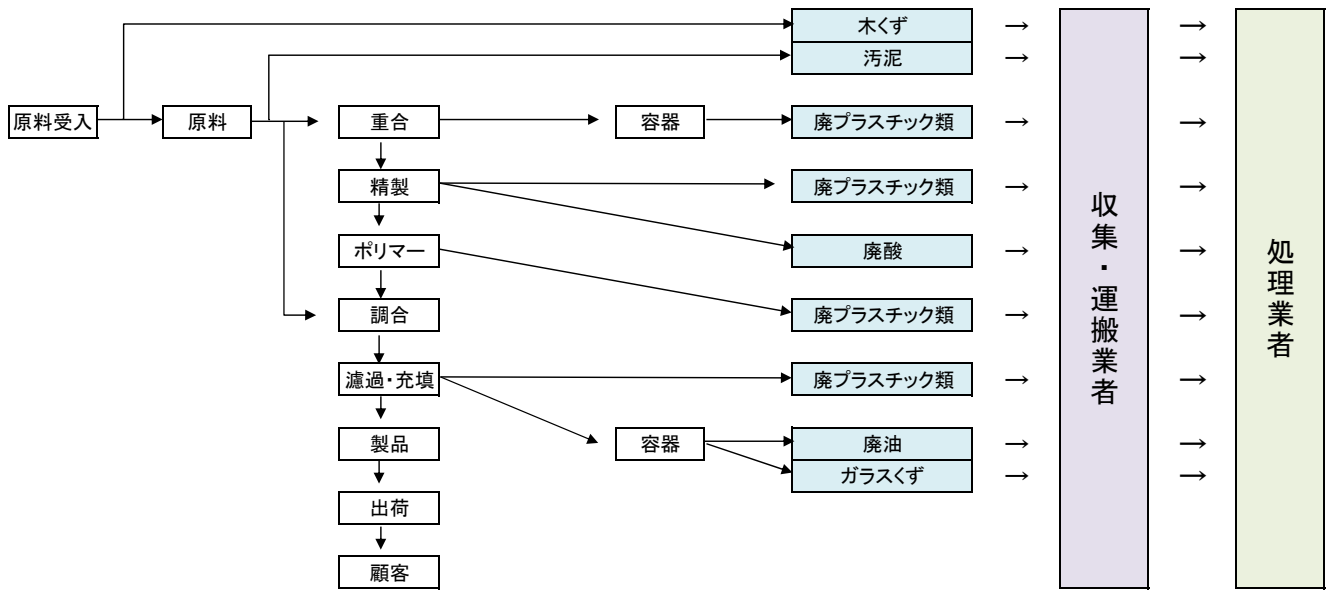 木くず
汚泥
原料受入
原料
重合
容器
廃プラスチック類
精製
廃プラスチック類
ポリマー
廃酸
調合
廃プラスチック類
濾過・充填
廃プラスチック類
製品
容器
廃油
ガラスくず
出荷
顧客
収集・運搬業者
処理業者